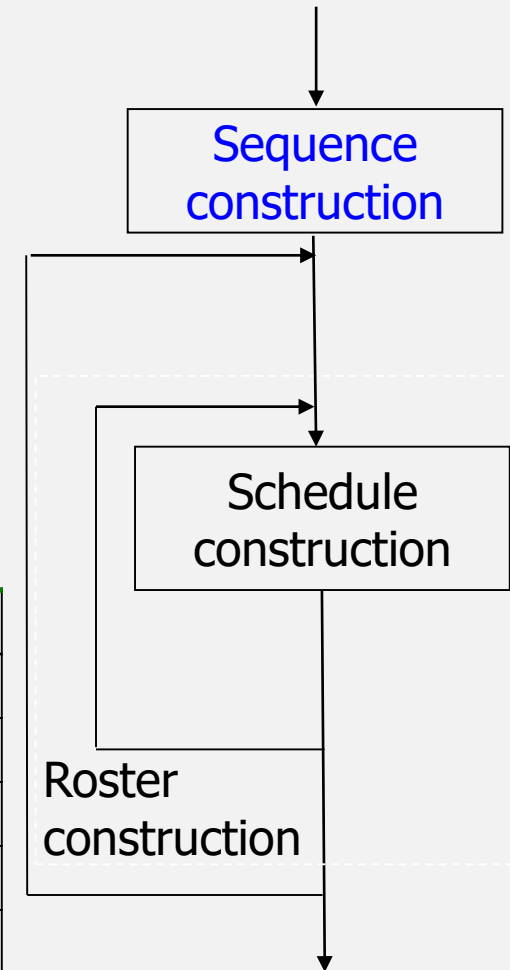 Sequence
construction
Schedule
construction
Roster
construction